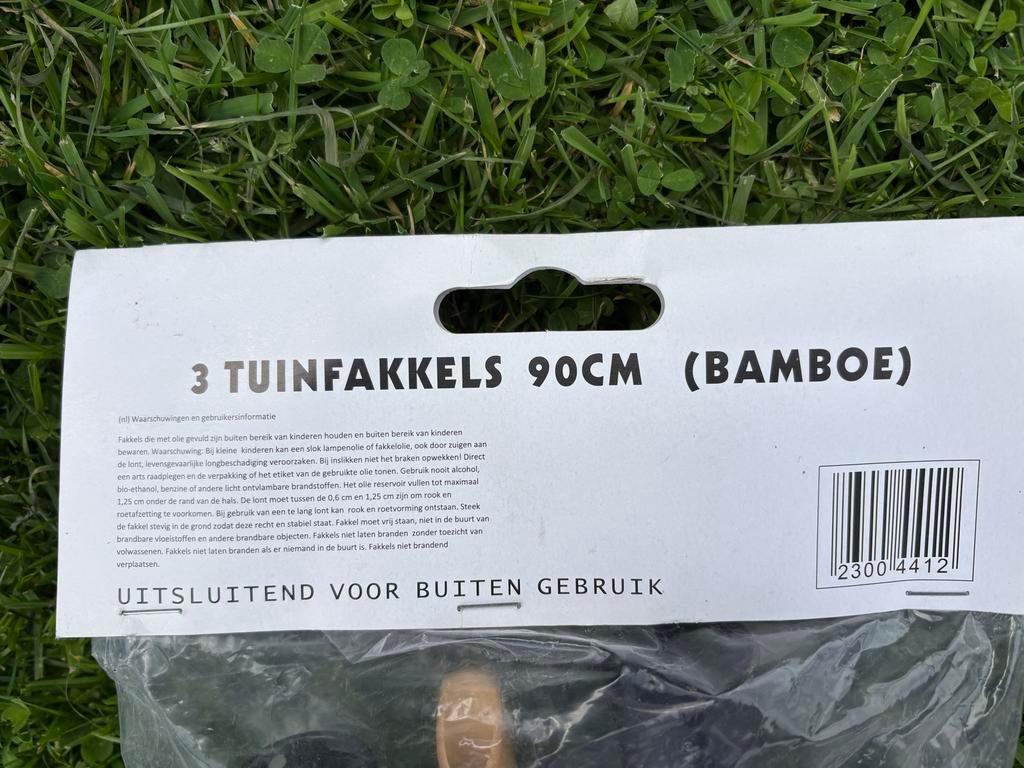 3 TUINFAKKELS 90CM (BAMBOE)
(nl) Waarschuwingen en gebruikersinformatie
Fakkels die met olie gevuld zijn buiten bereik van kinderen houden en buiten bereik van kinderen
bewaren. Waarschuwing: Bij kleine kinderen kan een slok lampenolie of fakkelolie, ook door zuigen aan
de lont, levensgevaarlijke longbeschadiging veroorzaken. Bij inslikken niet het braken opwekken! Direct
een arts raadplegen en de verpakking of het etiket van de gebruikte olie tonen. Gebruik nooit alcohol,
bio-ethanol, benzine of andere licht ontvlambare brandstoffen. Het olie reservoir vullen tot maximaal
1,25 cm onder de rand van de hals. De lont moet tussen de 0,6 cm en 1,25 cm zijn om rook en
roetafzetting te voorkomen. Bij gebruik van een te lang lont kan rook en roetvorming ontstaan. Steek
de fakkel stevig in de grond zodat deze recht en stabiel staat. Fakkel moet vrij staan, niet in de buurt van
brandbare vloeistoffen en andere brandbare objecten. Fakkels niet laten branden zonder toezicht van
volwassenen. Fakkels niet laten branden als er niemand in de buurt is. Fakkels niet brandend
verplaatsen.
UITSLUITEND VOOR BUITEN GEBRUIK
2300 4412